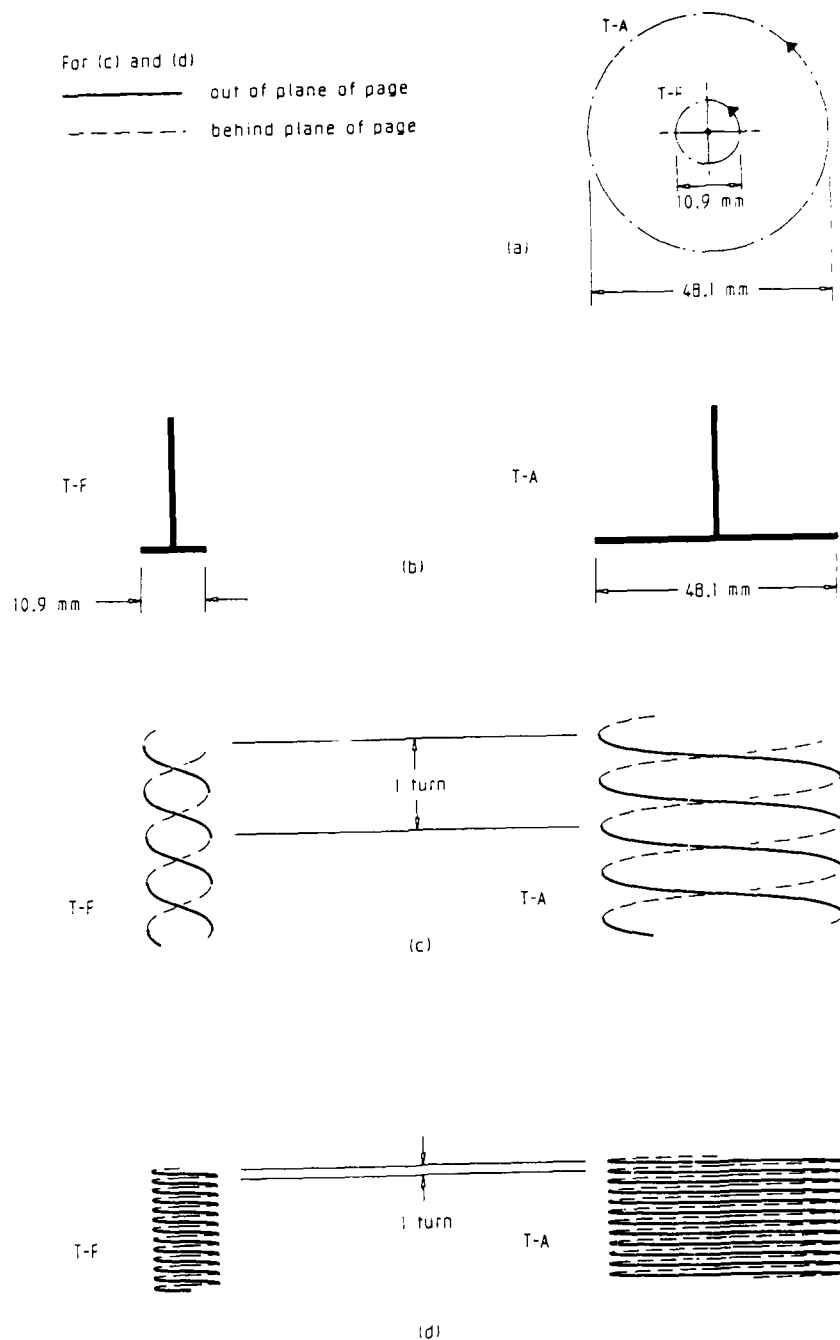 For (c) and (d)
out of plane of page
behind plane of page
T-A
T-F
10.9 mm
48.1 mm
(a)
T-F
T-A
10.9 mm
48.1 mm
(b)
1 turn
T-F
T-A
(c)
1 turn
T-F
T-A
(d)